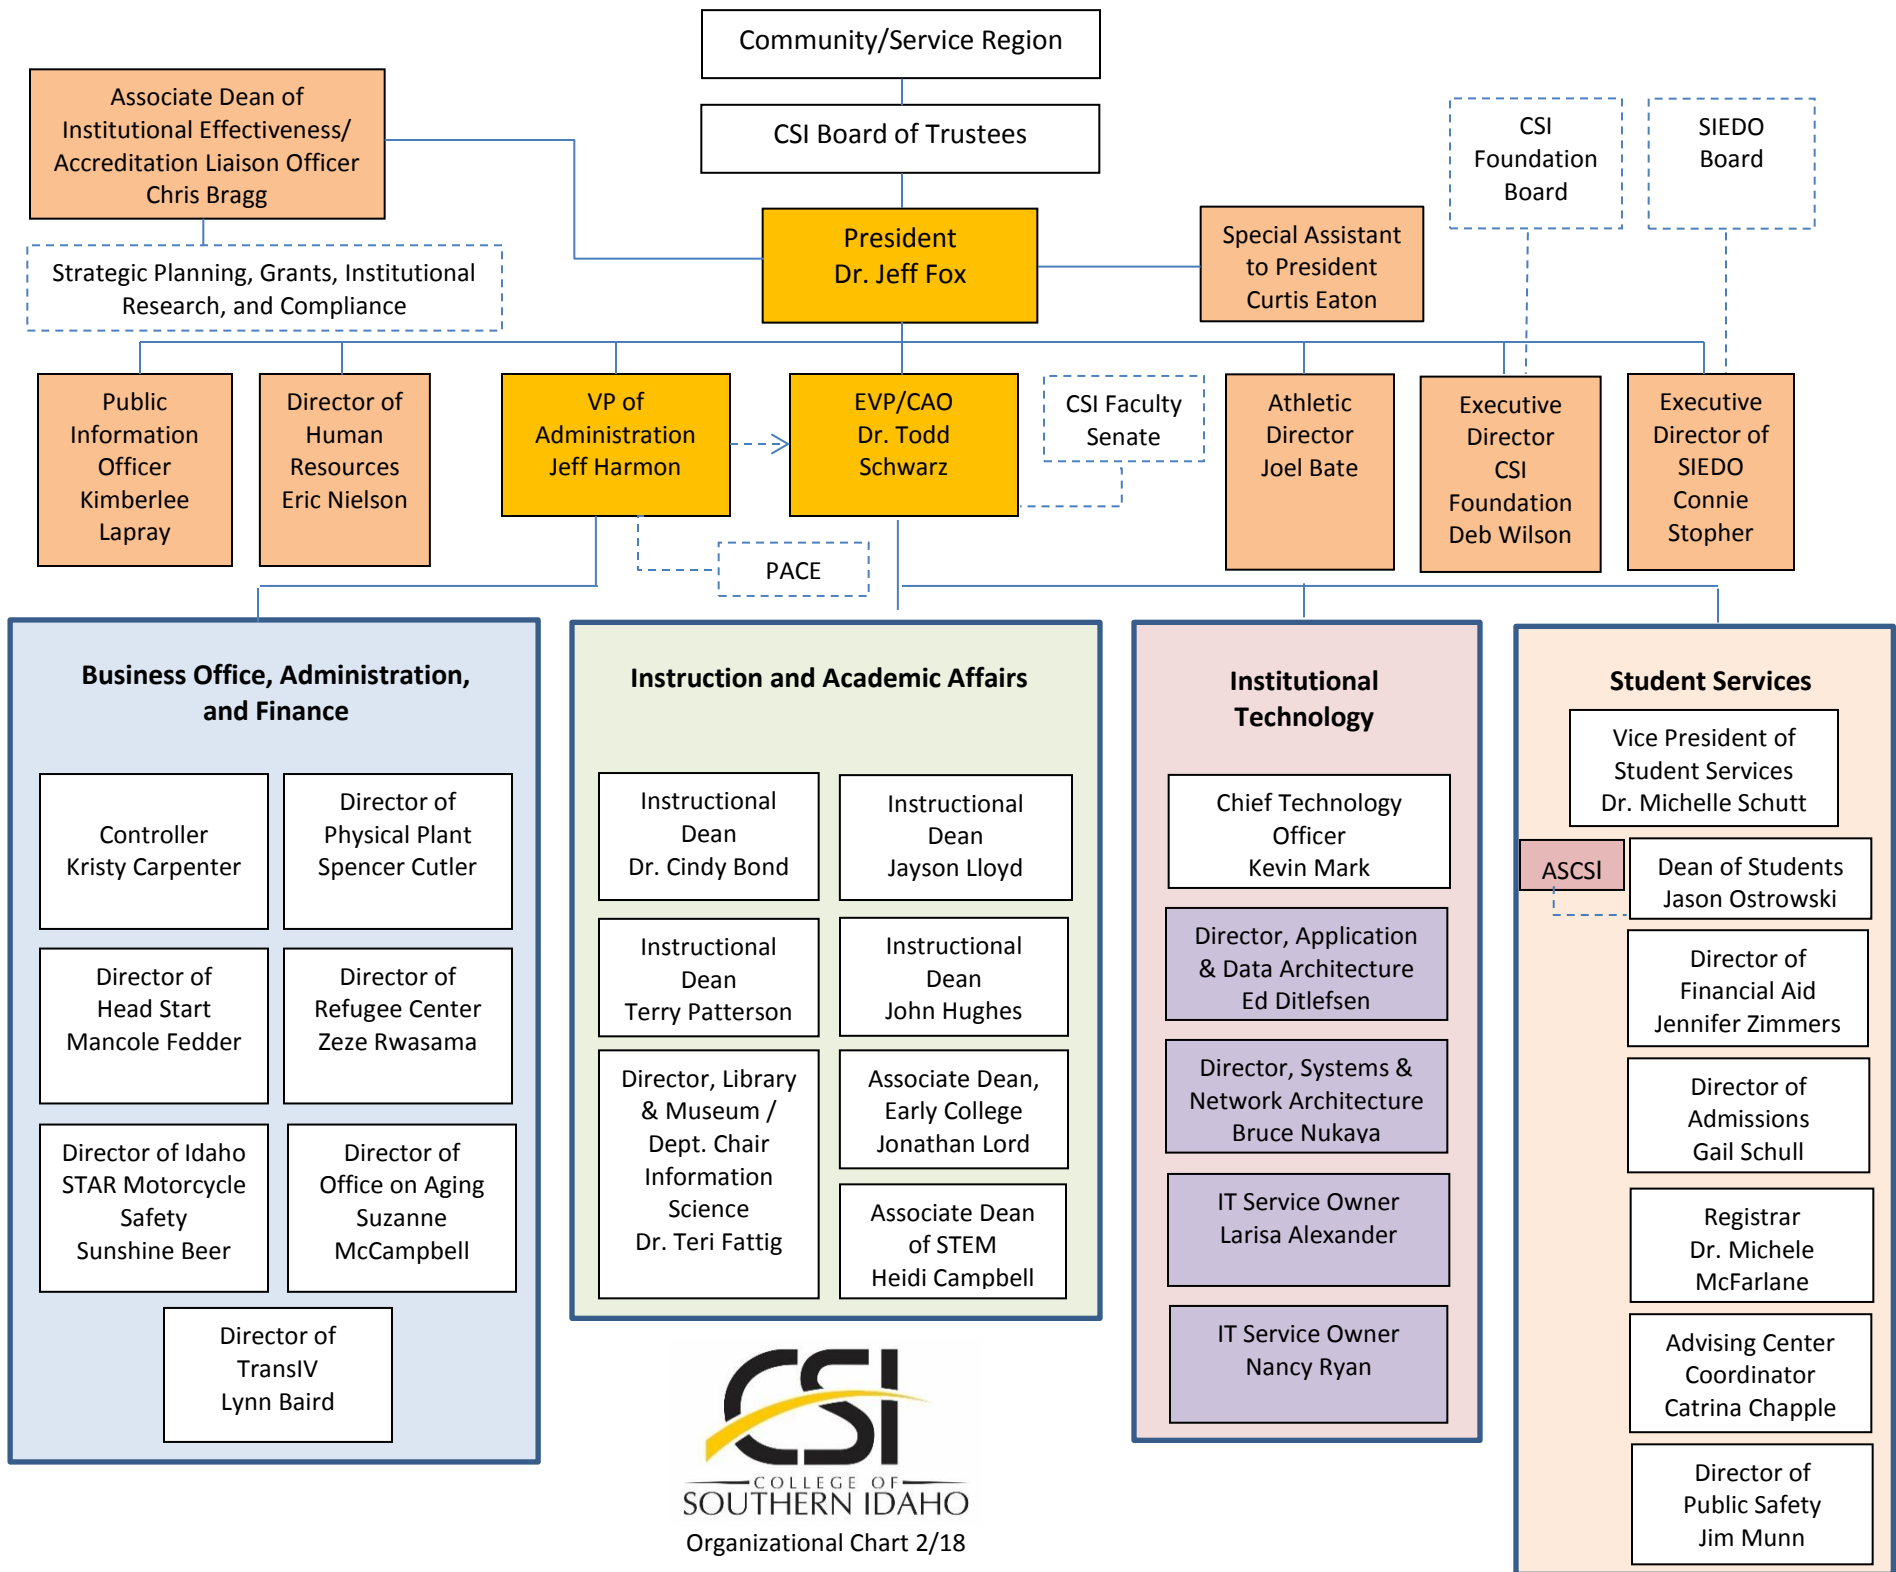 Community/Service Region
CSI Board of Trustees
Associate Dean of
Institutional Effectiveness/
Accreditation Liaison Officer
Chris Bragg
Strategic Planning, Grants, Institutional
Research, and Compliance
President
Dr. Jeff Fox
Special Assistant
to President
Curtis Eaton
CSI
Foundation
Board
SIEDO
Board
Public
Information
Officer
Kimberlee
Lapray
Director of
Human
Resources
Eric Nielson
VP of
Administration
Jeff Harmon
EVP/CAO
Dr. Todd
Schwarz
CSI Faculty
Senate
Athletic
Director
Joel Bate
Executive
Director
CSI
Foundation
Deb Wilson
Executive
Director of
SIEDO
Connie
Stopher
PACE
Business Office, Administration,
and Finance
Controller
Kristy Carpenter
Director of
Physical Plant
Spencer Cutler
Director of
Head Start
Mancole Fedder
Director of
Refugee Center
Zeze Rwasama
Director of Idaho
STAR Motorcycle
Safety
Sunshine Beer
Director of
Office on Aging
Suzanne
McCampbell
Director of
TransIV
Lynn Baird
Instruction and Academic Affairs
Instructional
Dean
Dr. Cindy Bond
Instructional
Dean
Jayson Lloyd
Instructional
Dean
Terry Patterson
Instructional
Dean
John Hughes
Director, Library
& Museum /
Dept. Chair
Information
Science
Dr. Teri Fattig
Associate Dean,
Early College
Jonathan Lord
Associate Dean
of STEM
Heidi Campbell
Institutional
Technology
Chief Technology
Officer
Kevin Mark
Director, Application
& Data Architecture
Ed Ditlefsen
Director, Systems &
Network Architecture
Bruce Nukaya
IT Service Owner
Larisa Alexander
IT Service Owner
Nancy Ryan
Student Services
Vice President of
Student Services
Dr. Michelle Schutt
ASCSI
Dean of Students
Jason Ostrowski
Director of
Financial Aid
Jennifer Zimmers
Director of
Admissions
Gail Schull
Registrar
Dr. Michele
McFarlane
Advising Center
Coordinator
Catrina Chapple
Director of
Public Safety
Jim Munn
CSI
COLLEGE OF
SOUTHERN IDAHO
Organizational Chart 2/18